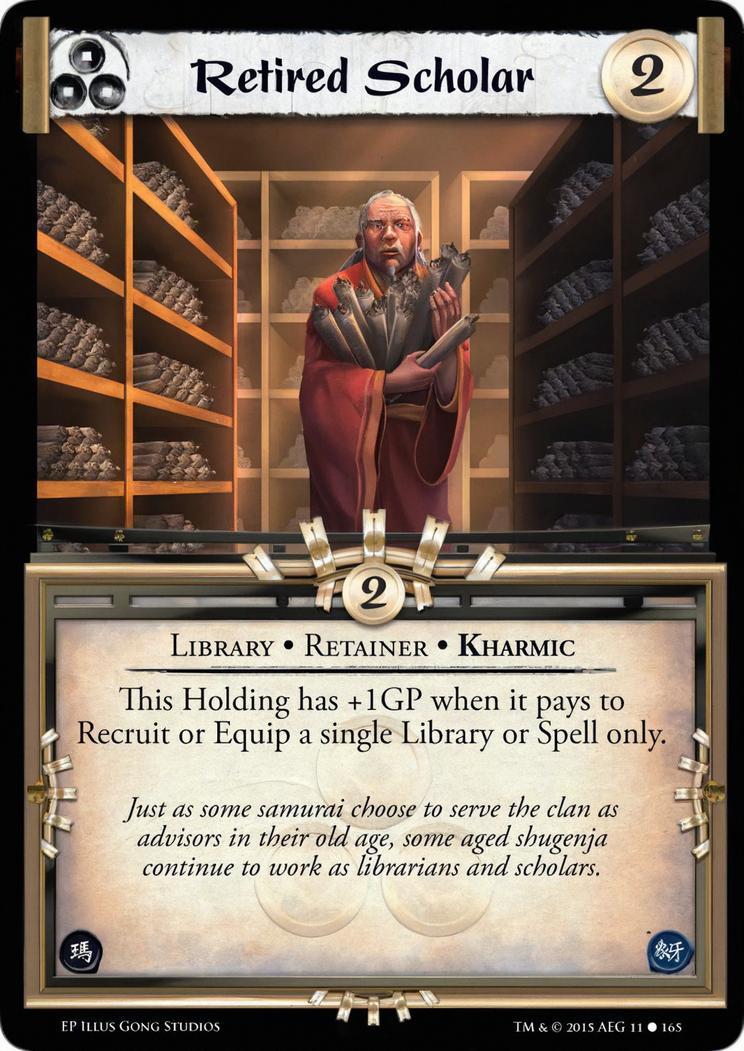 Retired Scholar
2
2
Library • Retainer • Kharmic
This Holding has +1GP when it pays to
Recruit or Equip a single Library or Spell only.
Just as some samurai choose to serve the clan as
advisors in their old age, some aged shugenja
continue to work as librarians and scholars.
瑪
象牙
EP Illus Gong Studios
TM & © 2015 AEG 11 ● 165